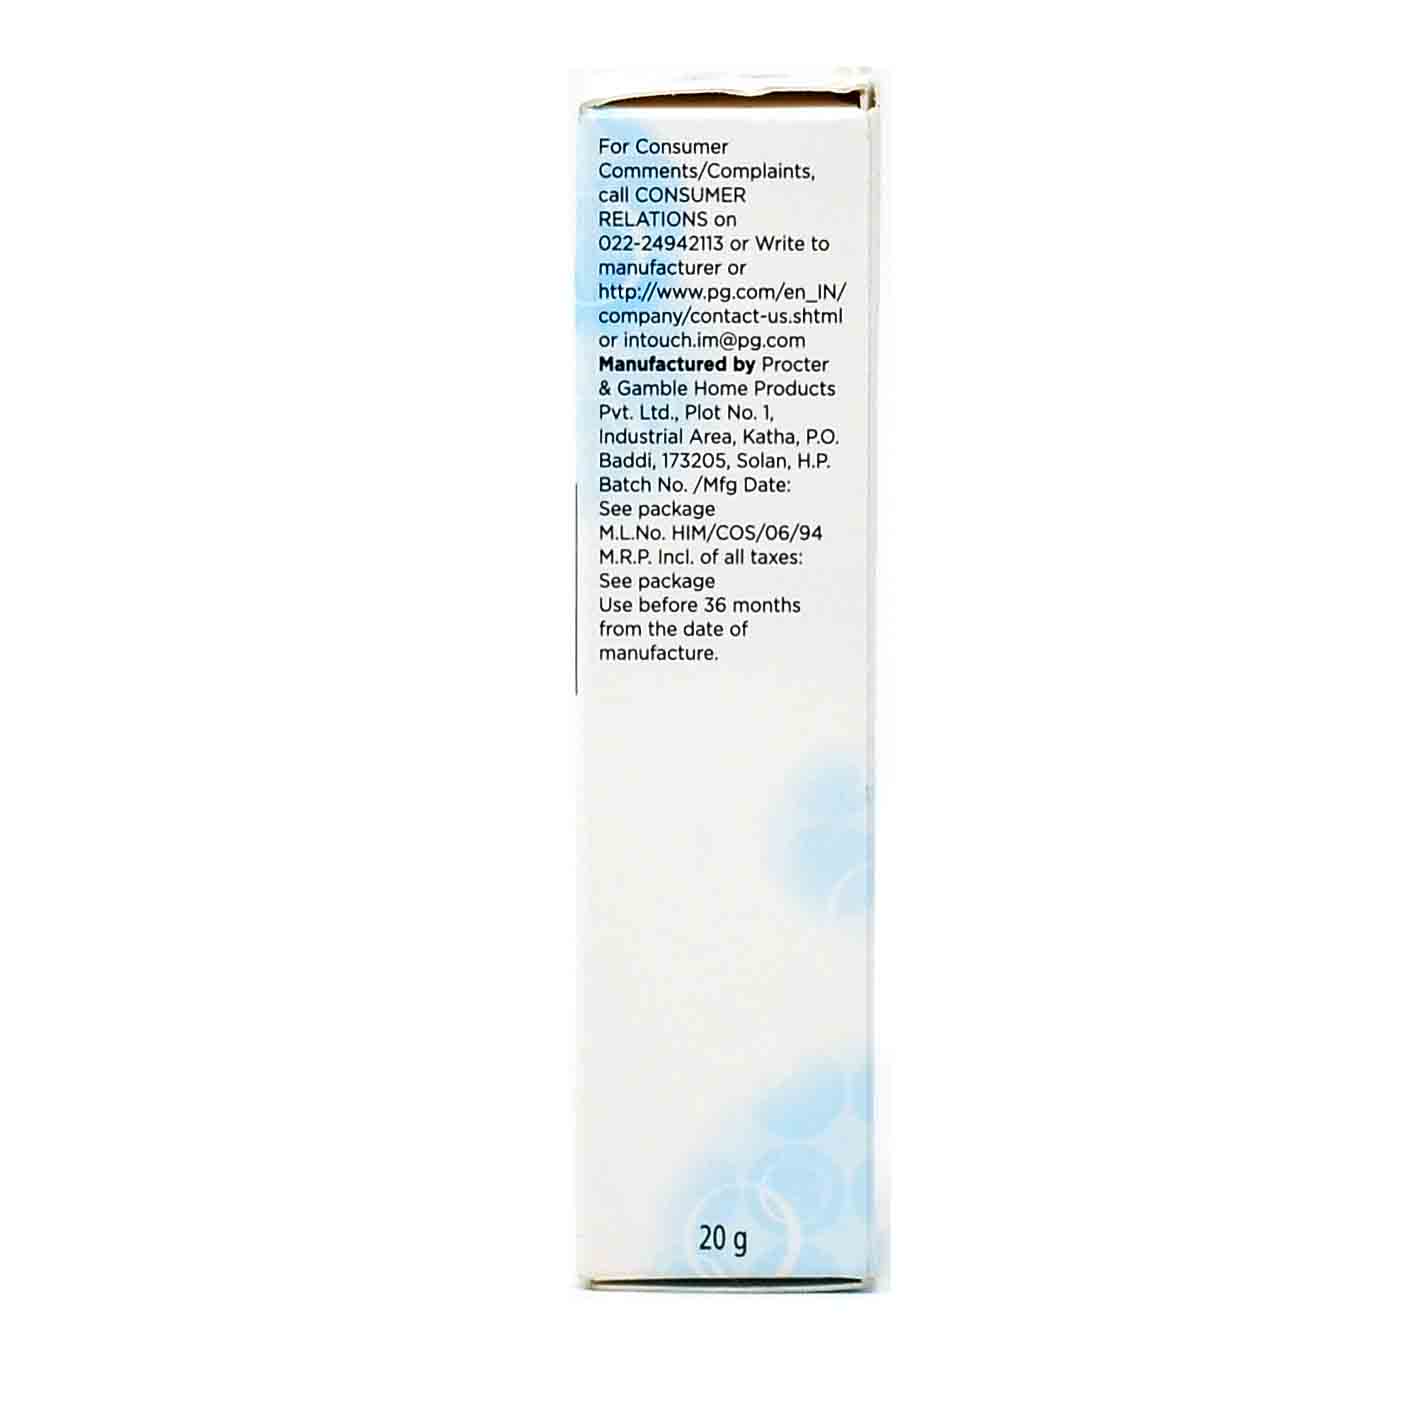 For Consumer
Comments/Complaints,
call CONSUMER
RELATIONS on
022-24942113 or Write to
manufacturer or
http://www.pg.com/en_IN/
company/contact-us.shtml
or intouch.im@pg.com
Manufactured by Procter
& Gamble Home Products
Pvt. Ltd., Plot No. 1,
Industrial Area, Katha, P.O.
Baddi, 173205, Solan, H.P.
Batch No. /Mfg Date:
See package
M.L.No. HIM/COS/06/94
M.R.P. Incl. of all taxes:
See package
Use before 36 months
from the date of
manufacture.
20 g